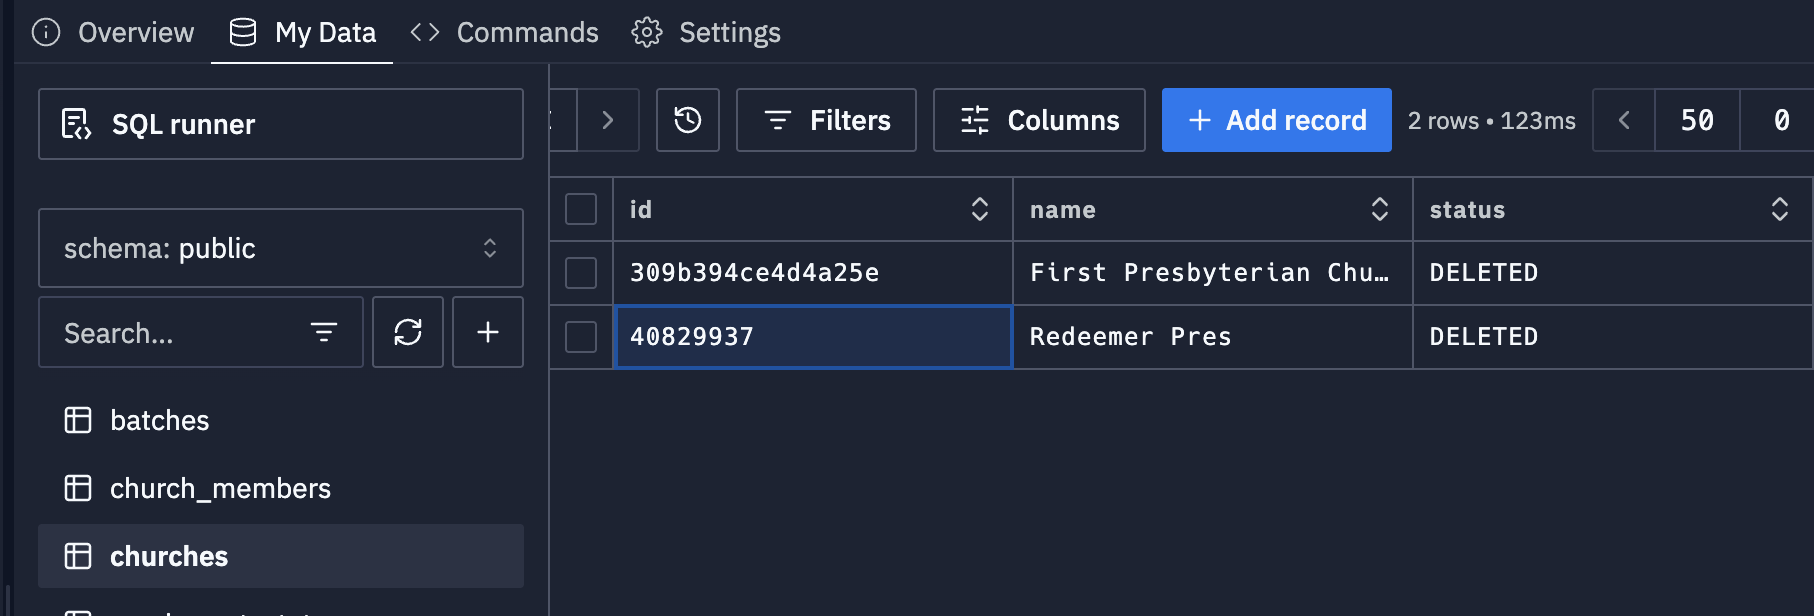 Overview My Data Commands Settings
SQL runner
Filters Columns + Add record 2 rows • 123ms 50 0
schema: public
Search...
id name status
309b394ce4d4a25e First Presbyterian Chu… DELETED
40829937 Redeemer Pres DELETED
batches
church_members
churches